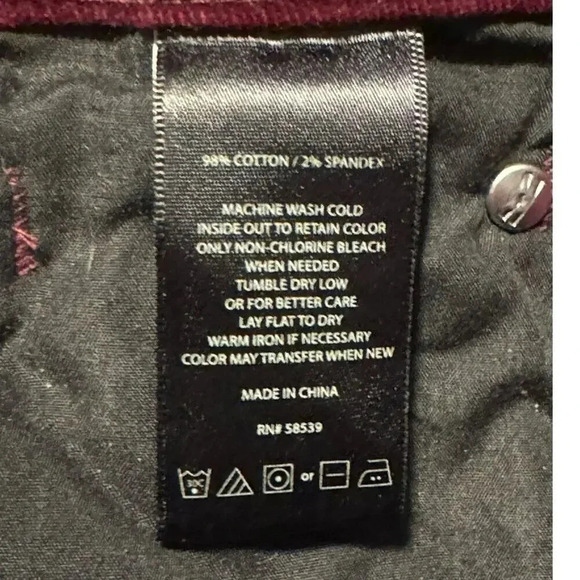 98% COTTON / 2% SPANDEX
MACHINE WASH COLD
INSIDE OUT TO RETAIN COLOR
ONLY NON-CHLORINE BLEACH
WHEN NEEDED
TUMBLE DRY LOW
OR FOR BETTER CARE
LAY FLAT TO DRY
WARM IRON IF NECESSARY
COLOR MAY TRANSFER WHEN NEW
MADE IN CHINA
RN# 58539
30C or